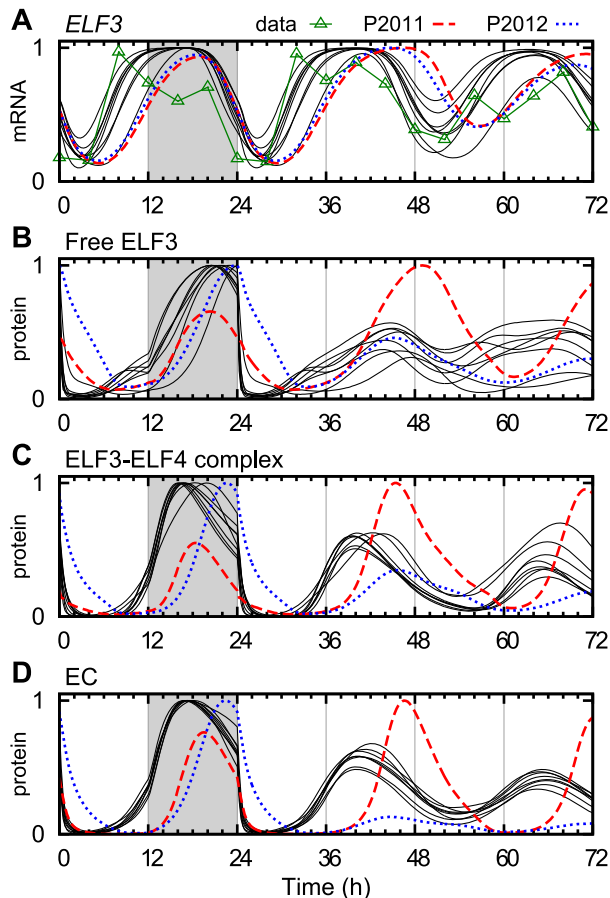 A ELF3 data P2011 P2012
1
mRNA
0
0 12 24 36 48 60 72
B Free ELF3
1
protein
0
0 12 24 36 48 60 72
C ELF3-ELF4 complex
1
protein
0
0 12 24 36 48 60 72
D EC
1
protein
0
0 12 24 36 48 60 72
Time (h)